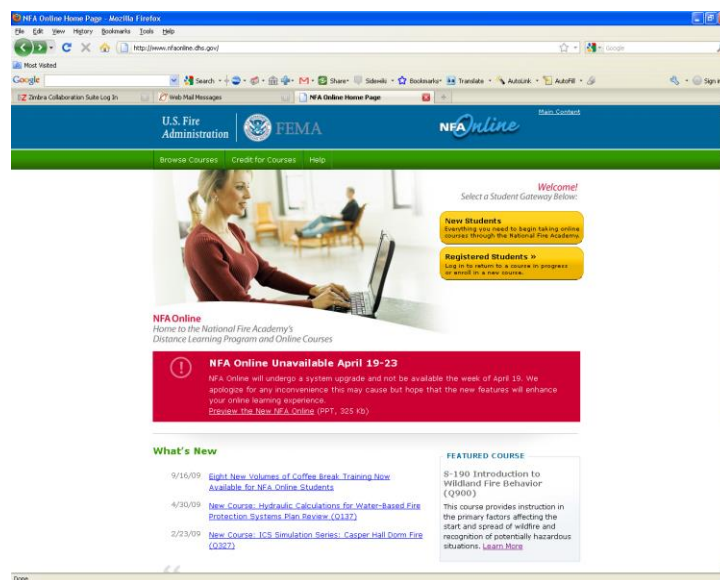 NFA Online Home Page - Mozilla Firefox
File Edit View History Bookmarks Tools Help
http://www.nfaonline.dhs.gov/
Google
Most Visited
Google
Search
Share
Sidewiki
Bookmarks
Translate
AutoLink
AutoFill
Sign in
Zimbra Collaboration Suite Log In
Web Mail Messages
NFA Online Home Page
U.S. Fire
Administration
FEMA
NFA Online
Main Content
Browse Courses Credit for Courses Help
Welcome!
Select a Student Gateway Below:
New Students
Everything you need to begin taking online
courses through the National Fire Academy.
Registered Students »
Log in to return to a course in progress
or enroll in a new course.
NFA Online
Home to the National Fire Academy's
Distance Learning Program and Online Courses
NFA Online Unavailable April 19-23
NFA Online will undergo a system upgrade and not be available the week of April 19. We
apologize for any inconvenience this may cause but hope that the new features will enhance
your online learning experience.
Preview the New NFA Online (PPT, 325 Kb)
What's New
9/16/09 Eight New Volumes of Coffee Break Training Now
Available for NFA Online Students
4/30/09 New Course: Hydraulic Calculations for Water-Based Fire
Protection Systems Plan Review (Q137)
2/23/09 New Course: ICS Simulation Series: Casper Hall Dorm Fire
(Q327)
FEATURED COURSE
S-190 Introduction to
Wildland Fire Behavior
(Q900)
This course provides instruction in
the primary factors affecting the
start and spread of wildfire and
recognition of potentially hazardous
situations. Learn More
Done